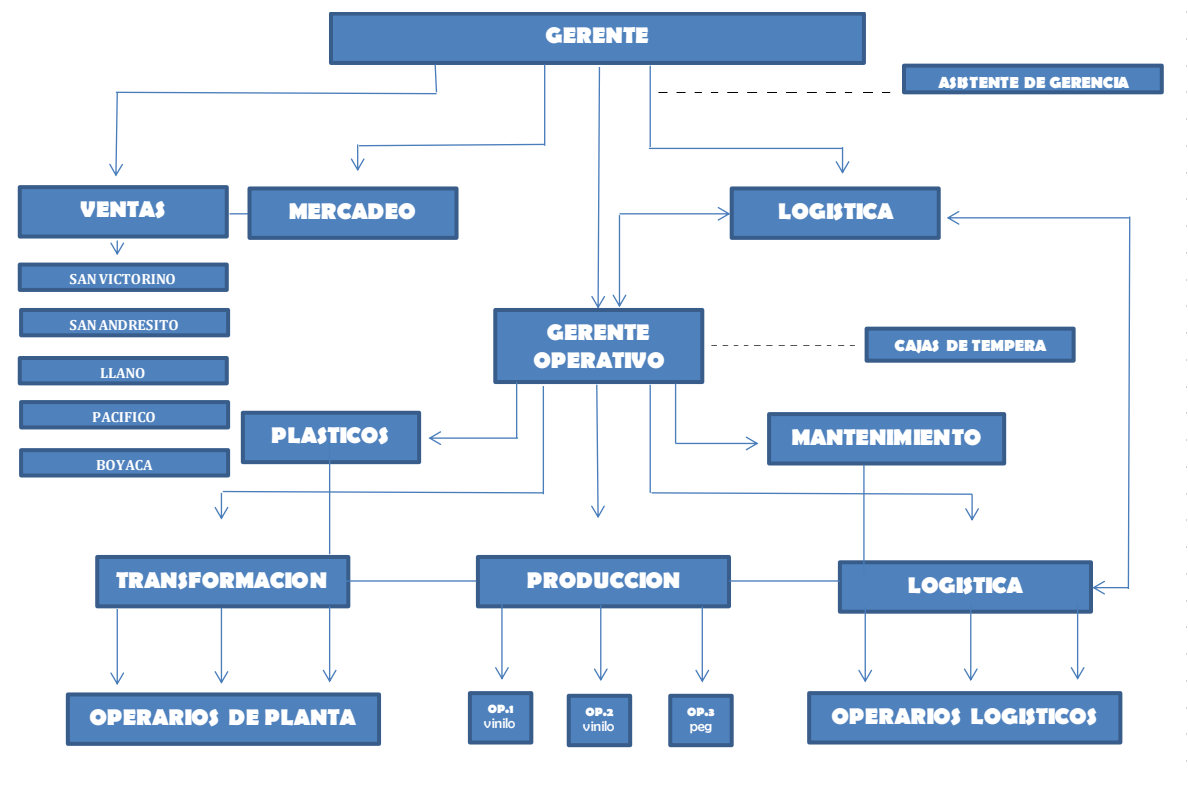 GERENTE
ASISTENTE DE GERENCIA
VENTAS
MERCADEO
LOGISTICA
SAN VICTORINO
SAN ANDRESITO
LLANO
PACIFICO
BOYACA
GERENTE
OPERATIVO
CAJAS DE TEMPERA
PLASTICOS
MANTENIMIENTO
TRANSFORMACION
PRODUCCION
LOGISTICA
OPERARIOS DE PLANTA
OP.1
vinilo
OP.2
vinilo
OP.3
peg
OPERARIOS LOGISTICOS